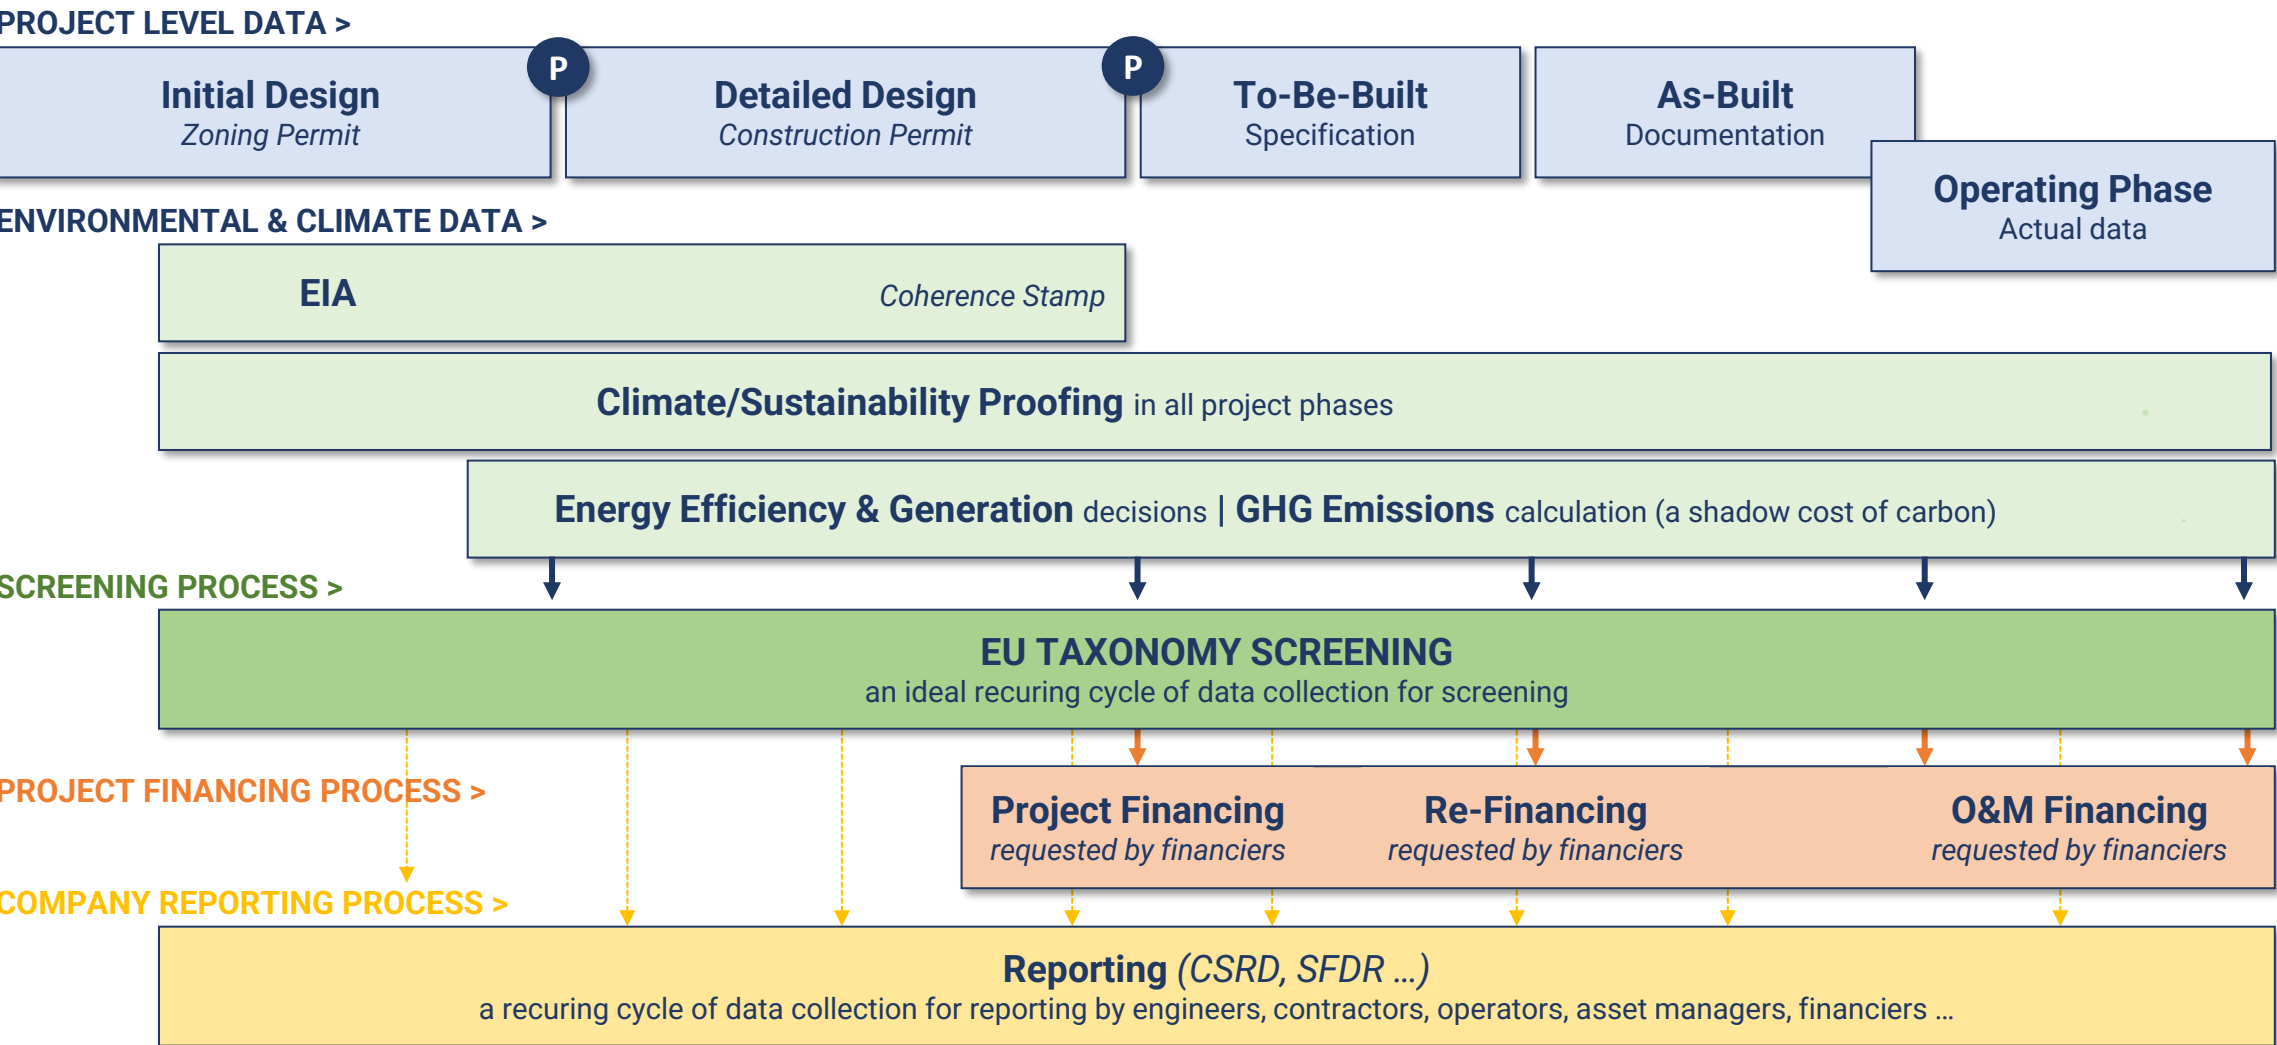 PROJECT LEVEL DATA >
P
P
Initial Design
Zoning Permit
Detailed Design
Construction Permit
To-Be-Built
Specification
As-Built
Documentation
Operating Phase
Actual data
ENVIRONMENTAL & CLIMATE DATA >
EIA
Coherence Stamp
Climate/Sustainability Proofing in all project phases
Energy Efficiency & Generation decisions | GHG Emissions calculation (a shadow cost of carbon)
SCREENING PROCESS >
EU TAXONOMY SCREENING
an ideal recuring cycle of data collection for screening
PROJECT FINANCING PROCESS >
Project Financing
requested by financiers
Re-Financing
requested by financiers
O&M Financing
requested by financiers
COMPANY REPORTING PROCESS >
Reporting (CSRD, SFDR ...)
a recuring cycle of data collection for reporting by engineers, contractors, operators, asset managers, financiers ...